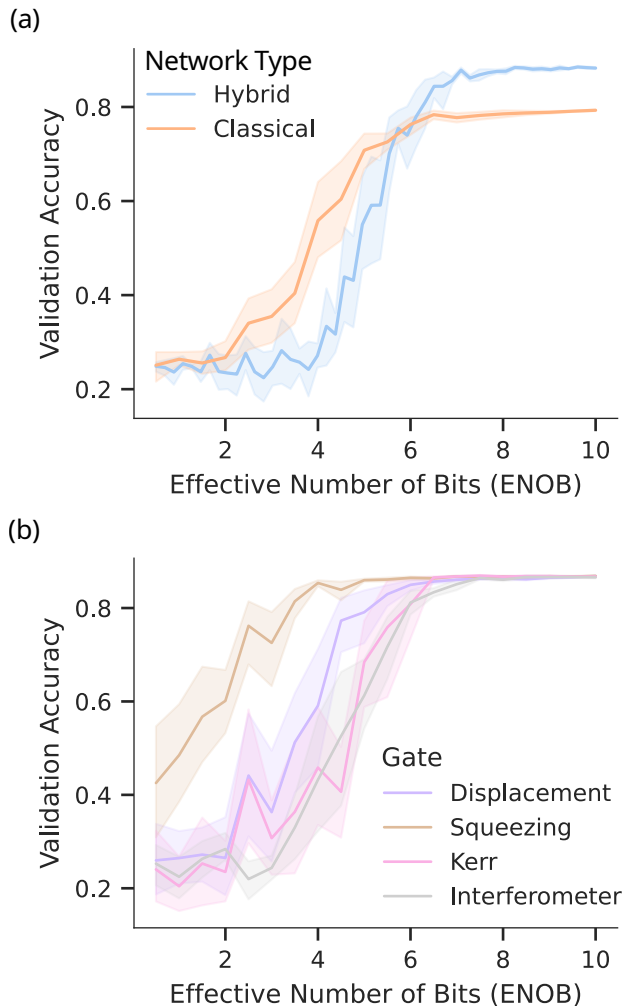 (a)
Network Type
Hybrid
Classical
Validation Accuracy
0.8
0.6
0.4
0.2
2 4 6 8 10
Effective Number of Bits (ENOB)
(b)
Validation Accuracy
0.8
0.6
0.4
0.2
Gate
Displacement
Squeezing
Kerr
Interferometer
2 4 6 8 10
Effective Number of Bits (ENOB)